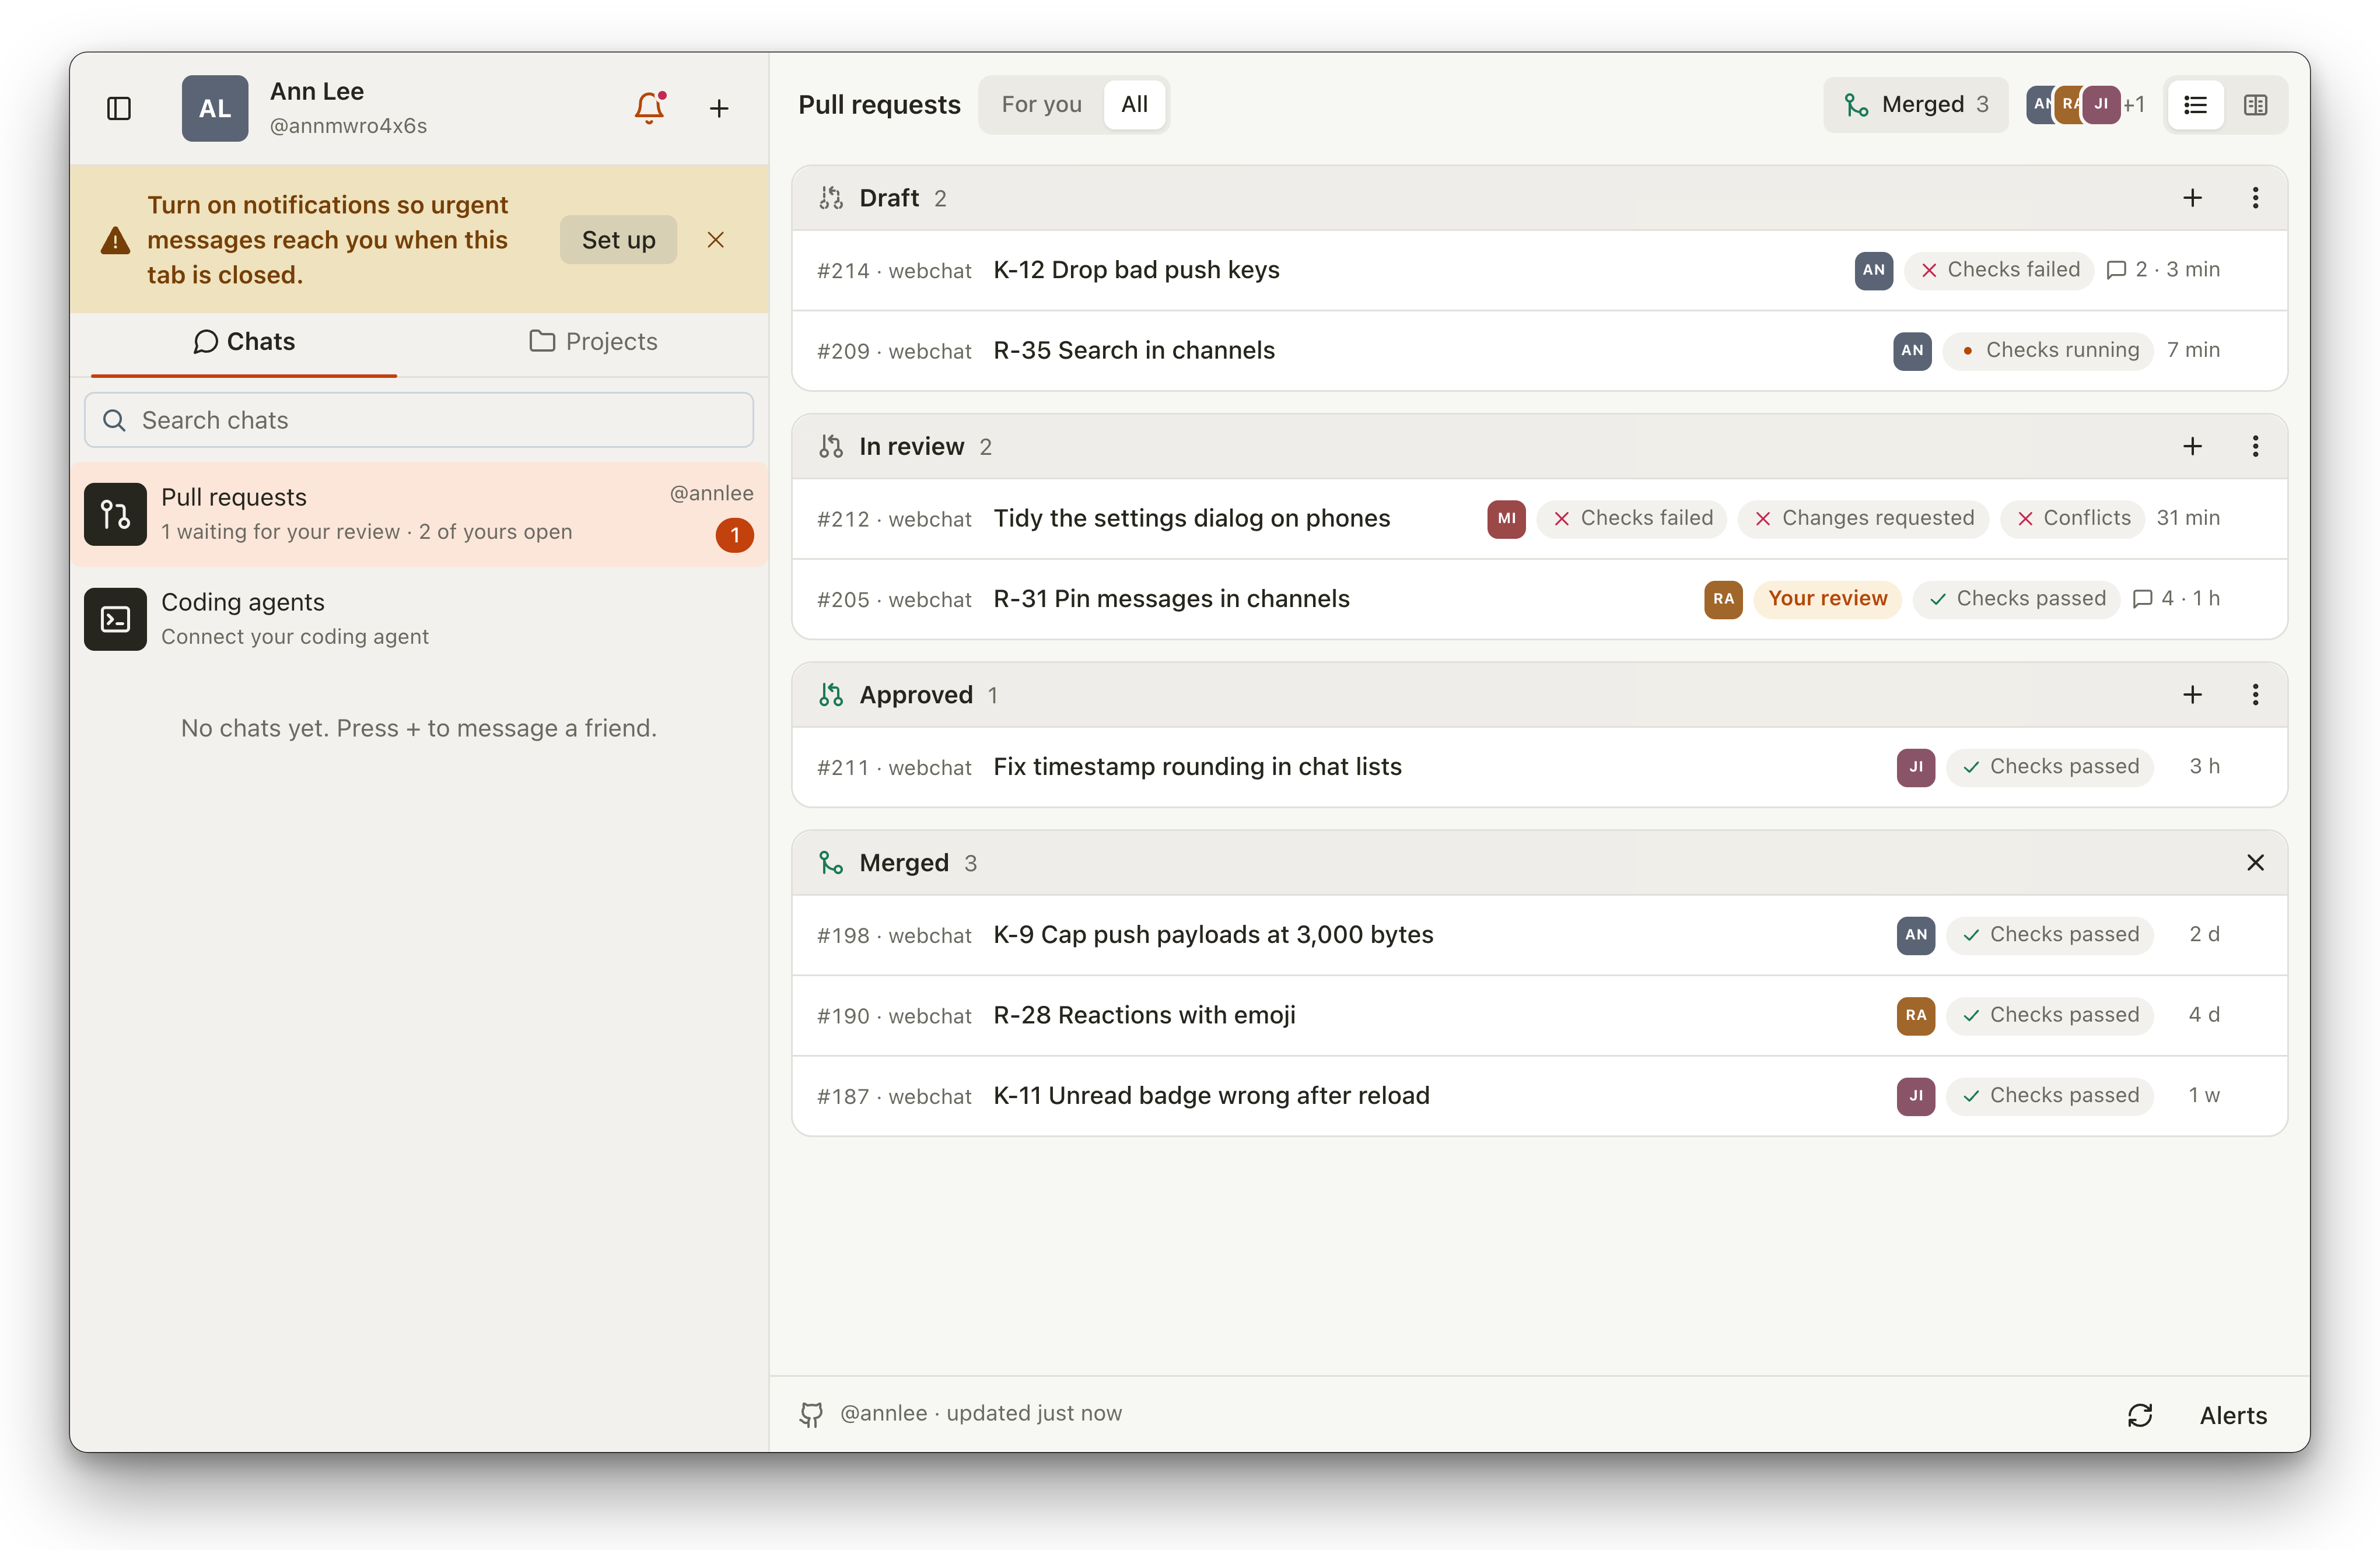 AL
Ann Lee
@annmwro4x6s
Turn on notifications so urgent
messages reach you when this
tab is closed.
Set up
Chats
Projects
Search chats
Pull requests
@annlee
1 waiting for your review · 2 of yours open
1
Coding agents
Connect your coding agent
No chats yet. Press + to message a friend.
Pull requests
For you
All
Merged 3
AN RA JI +1
Draft 2
#214 · webchat K-12 Drop bad push keys AN Checks failed 2 · 3 min
#209 · webchat R-35 Search in channels AN Checks running 7 min
In review 2
#212 · webchat Tidy the settings dialog on phones MI Checks failed Changes requested Conflicts 31 min
#205 · webchat R-31 Pin messages in channels RA Your review Checks passed 4 · 1 h
Approved 1
#211 · webchat Fix timestamp rounding in chat lists JI Checks passed 3 h
Merged 3
#198 · webchat K-9 Cap push payloads at 3,000 bytes AN Checks passed 2 d
#190 · webchat R-28 Reactions with emoji RA Checks passed 4 d
#187 · webchat K-11 Unread badge wrong after reload JI Checks passed 1 w
@annlee · updated just now
Alerts